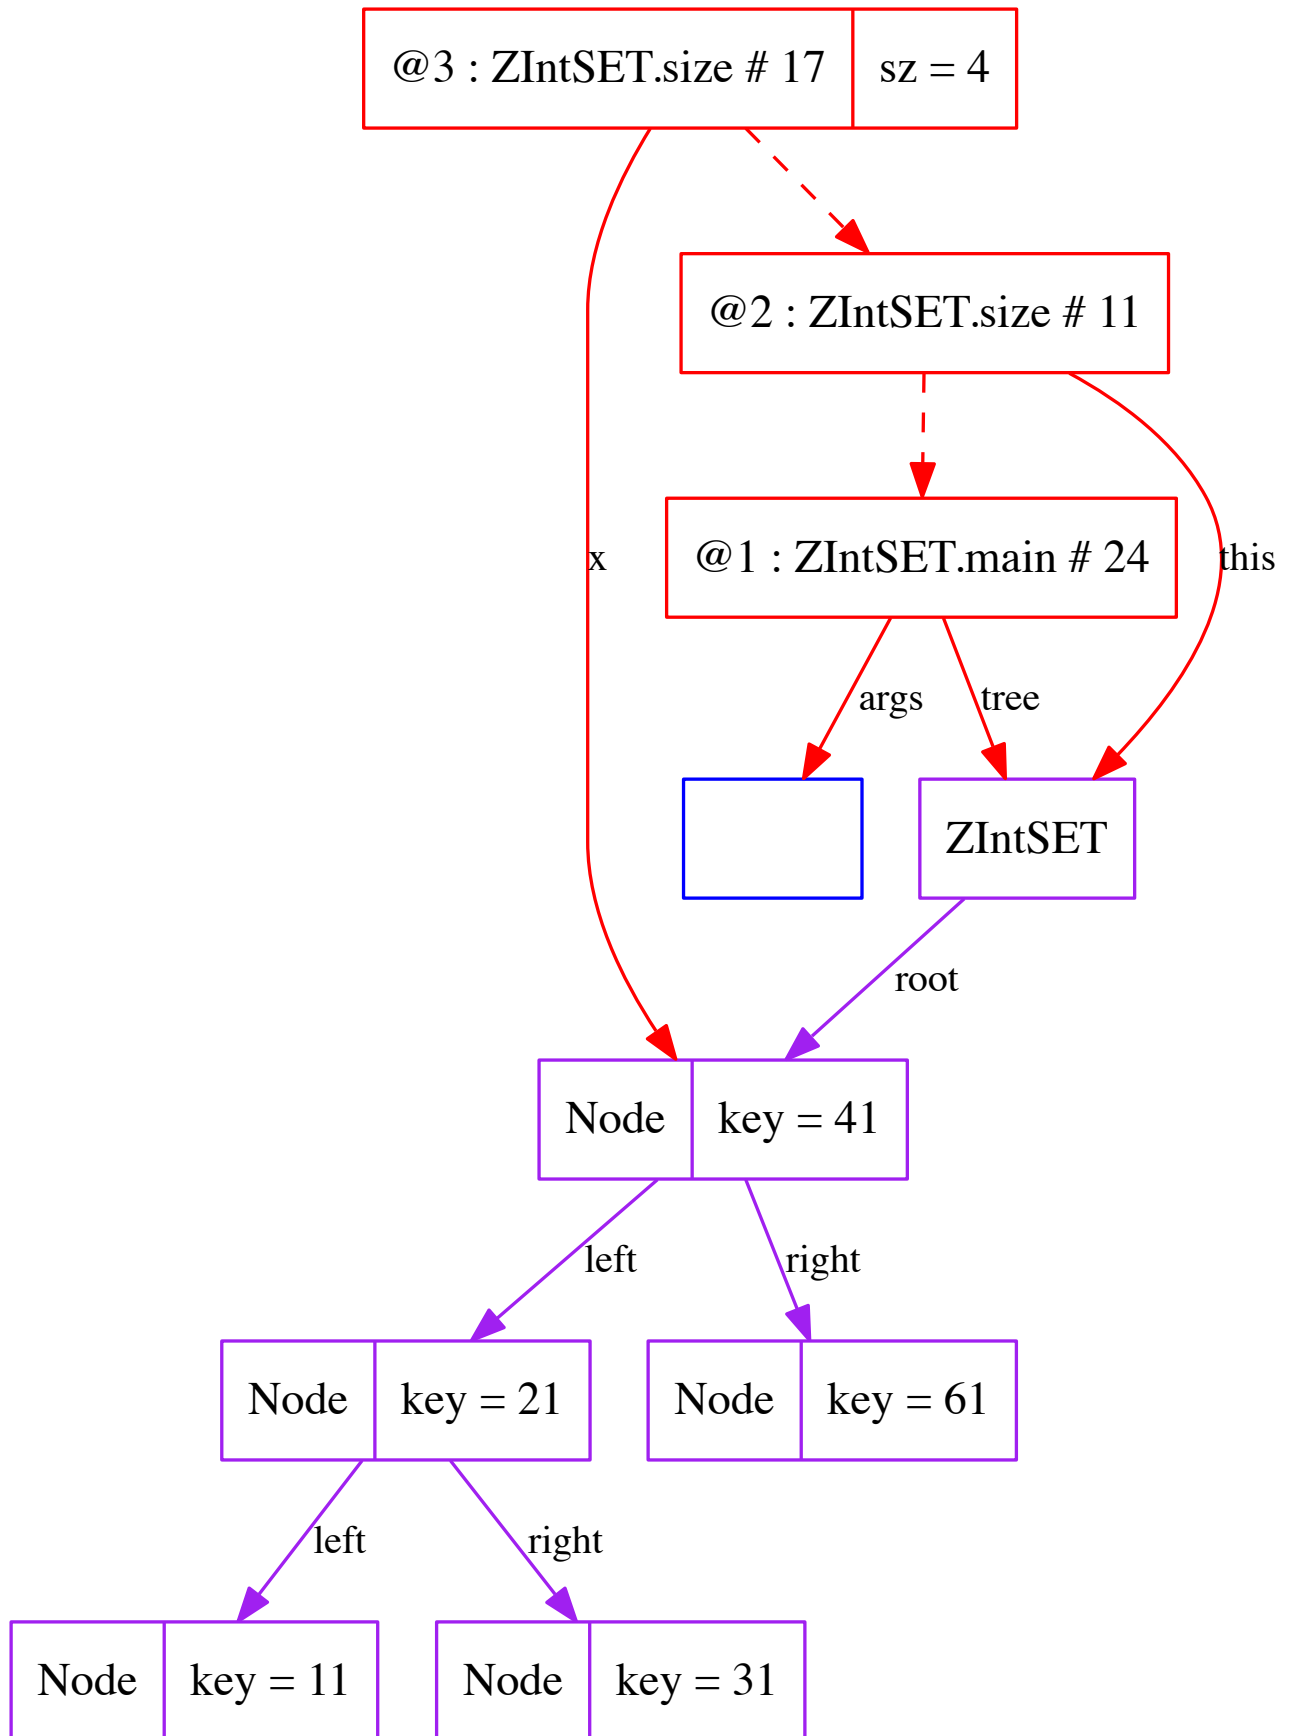 @3 : ZIntSET.size # 17 sz = 4
@2 : ZIntSET.size # 11
x
@1 : ZIntSET.main # 24
this
args
tree
ZIntSET
root
Node key = 41
left
right
Node key = 21
Node key = 61
left
right
Node key = 11
Node key = 31